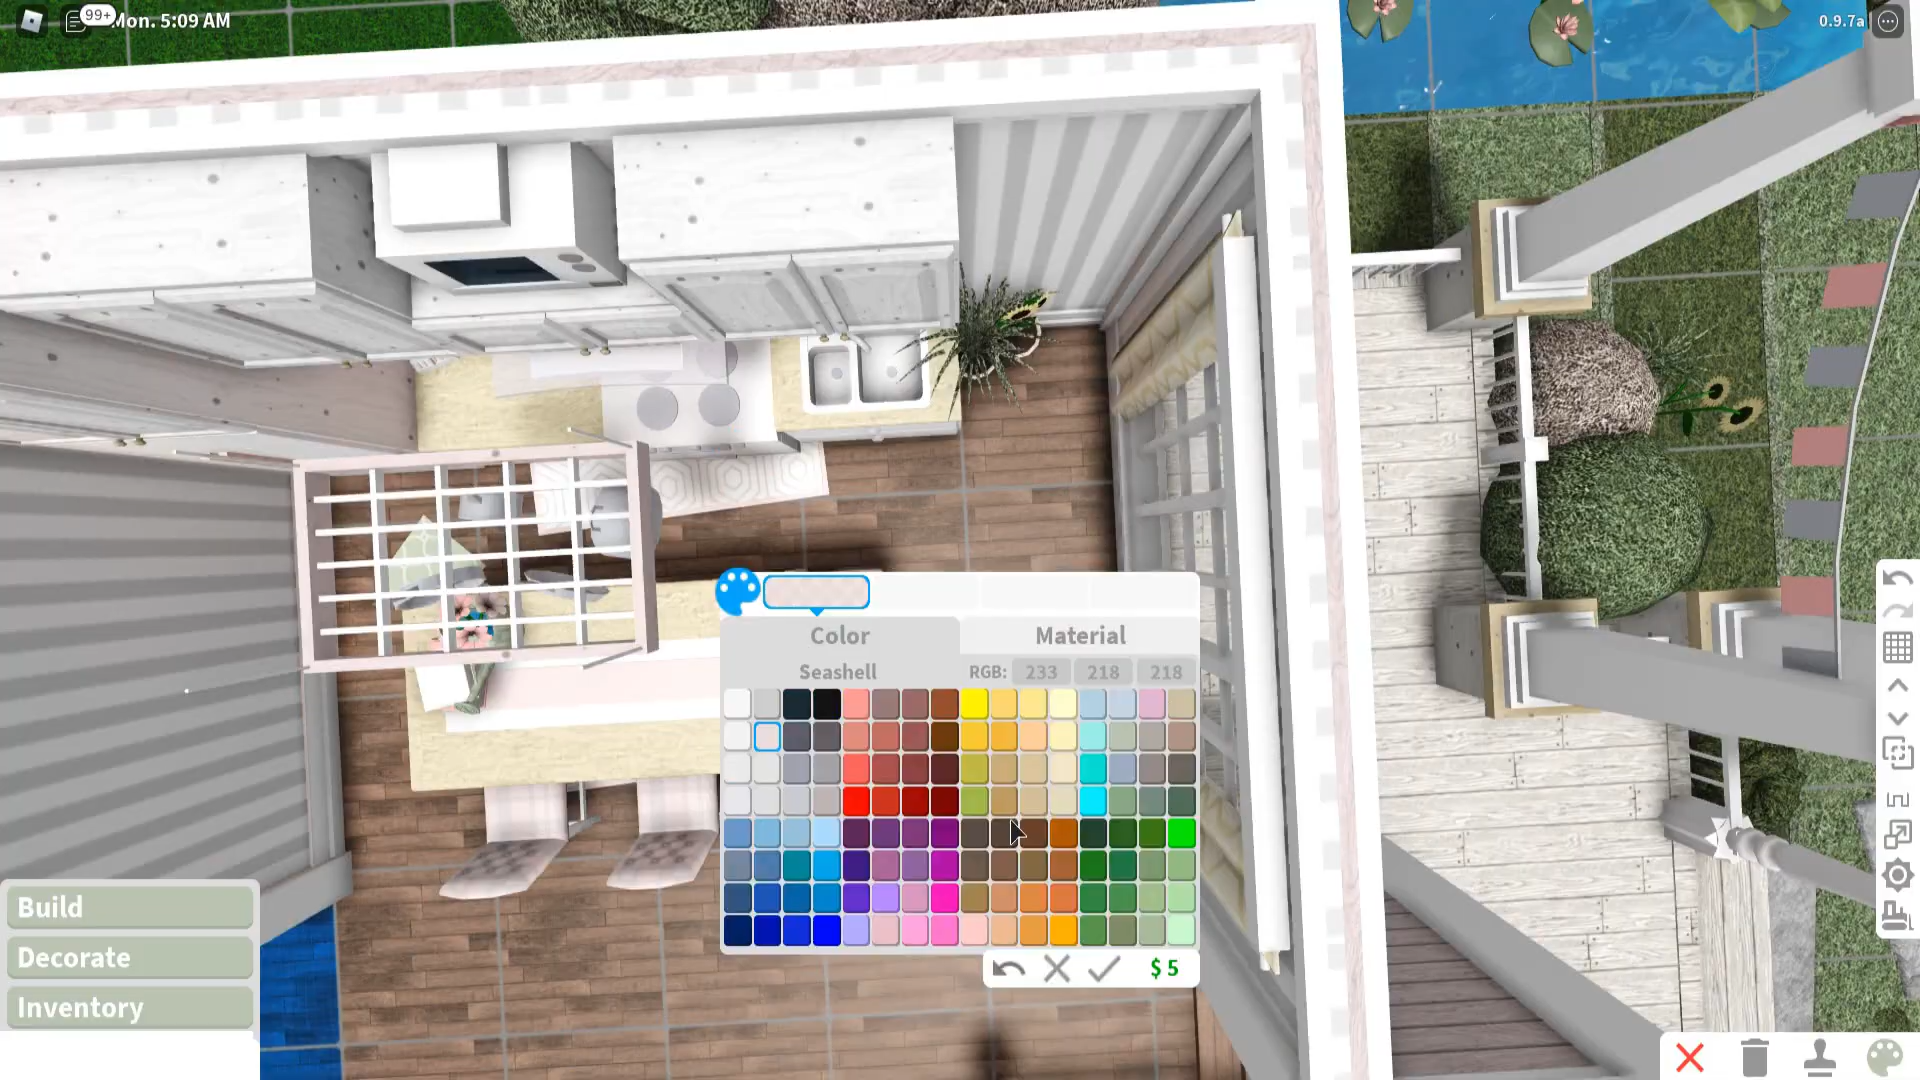 99+
Mon. 5:09 AM
0.9.7a
Color
Material
Seashell
RGB: 233 218 218
$ 5
Build
Decorate
Inventory